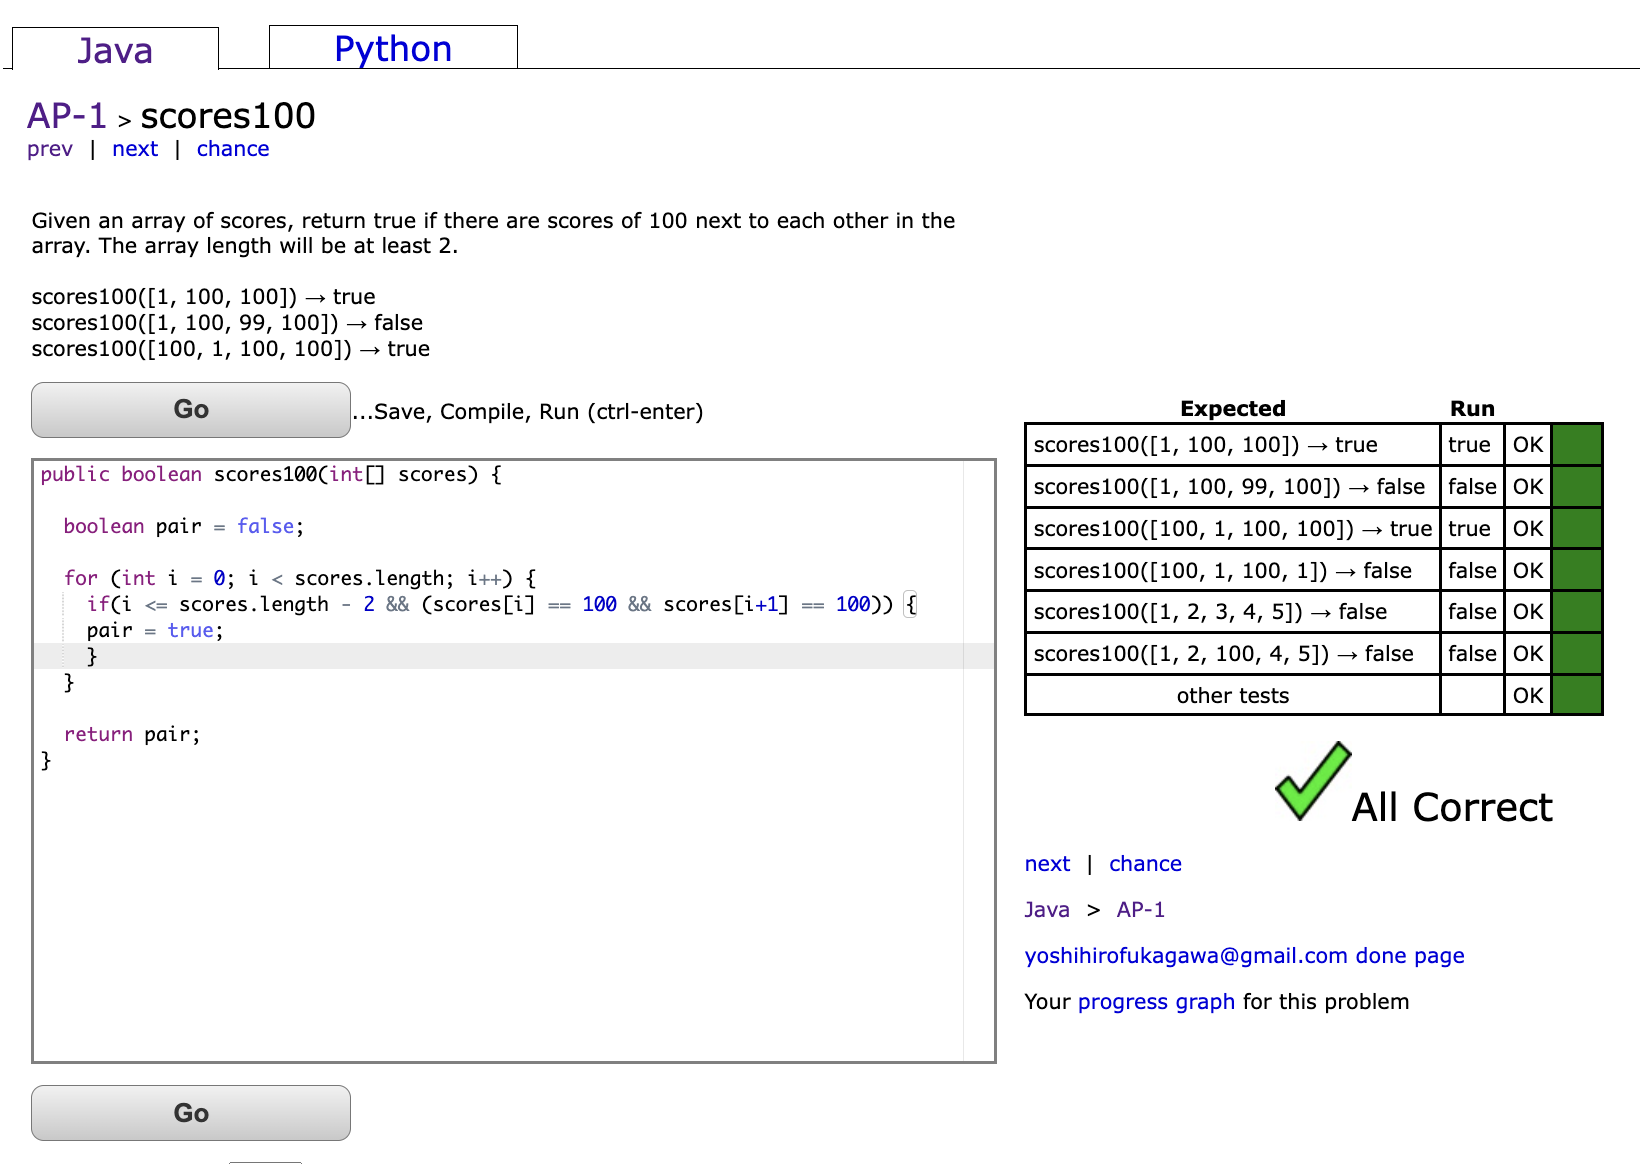 Java
Python
AP-1 > scores100
prev | next | chance
Given an array of scores, return true if there are scores of 100 next to each other in the
array. The array length will be at least 2.
scores100([1, 100, 100]) → true
scores100([1, 100, 99, 100]) → false
scores100([100, 1, 100, 100]) → true
Go
...Save, Compile, Run (ctrl-enter)
public boolean scores100(int[] scores) {
boolean pair = false;
for (int i = 0; i < scores.length; i++) {
if(i <= scores.length - 2 && (scores[i] == 100 && scores[i+1] == 100)) {
pair = true;
}
}
return pair;
}
Go
Expected Run
scores100([1, 100, 100]) → true true OK
scores100([1, 100, 99, 100]) → false false OK
scores100([100, 1, 100, 100]) → true true OK
scores100([100, 1, 100, 1]) → false false OK
scores100([1, 2, 3, 4, 5]) → false false OK
scores100([1, 2, 100, 4, 5]) → false false OK
other tests OK
All Correct
next | chance
Java > AP-1
yoshihirofukagawa@gmail.com done page
Your progress graph for this problem